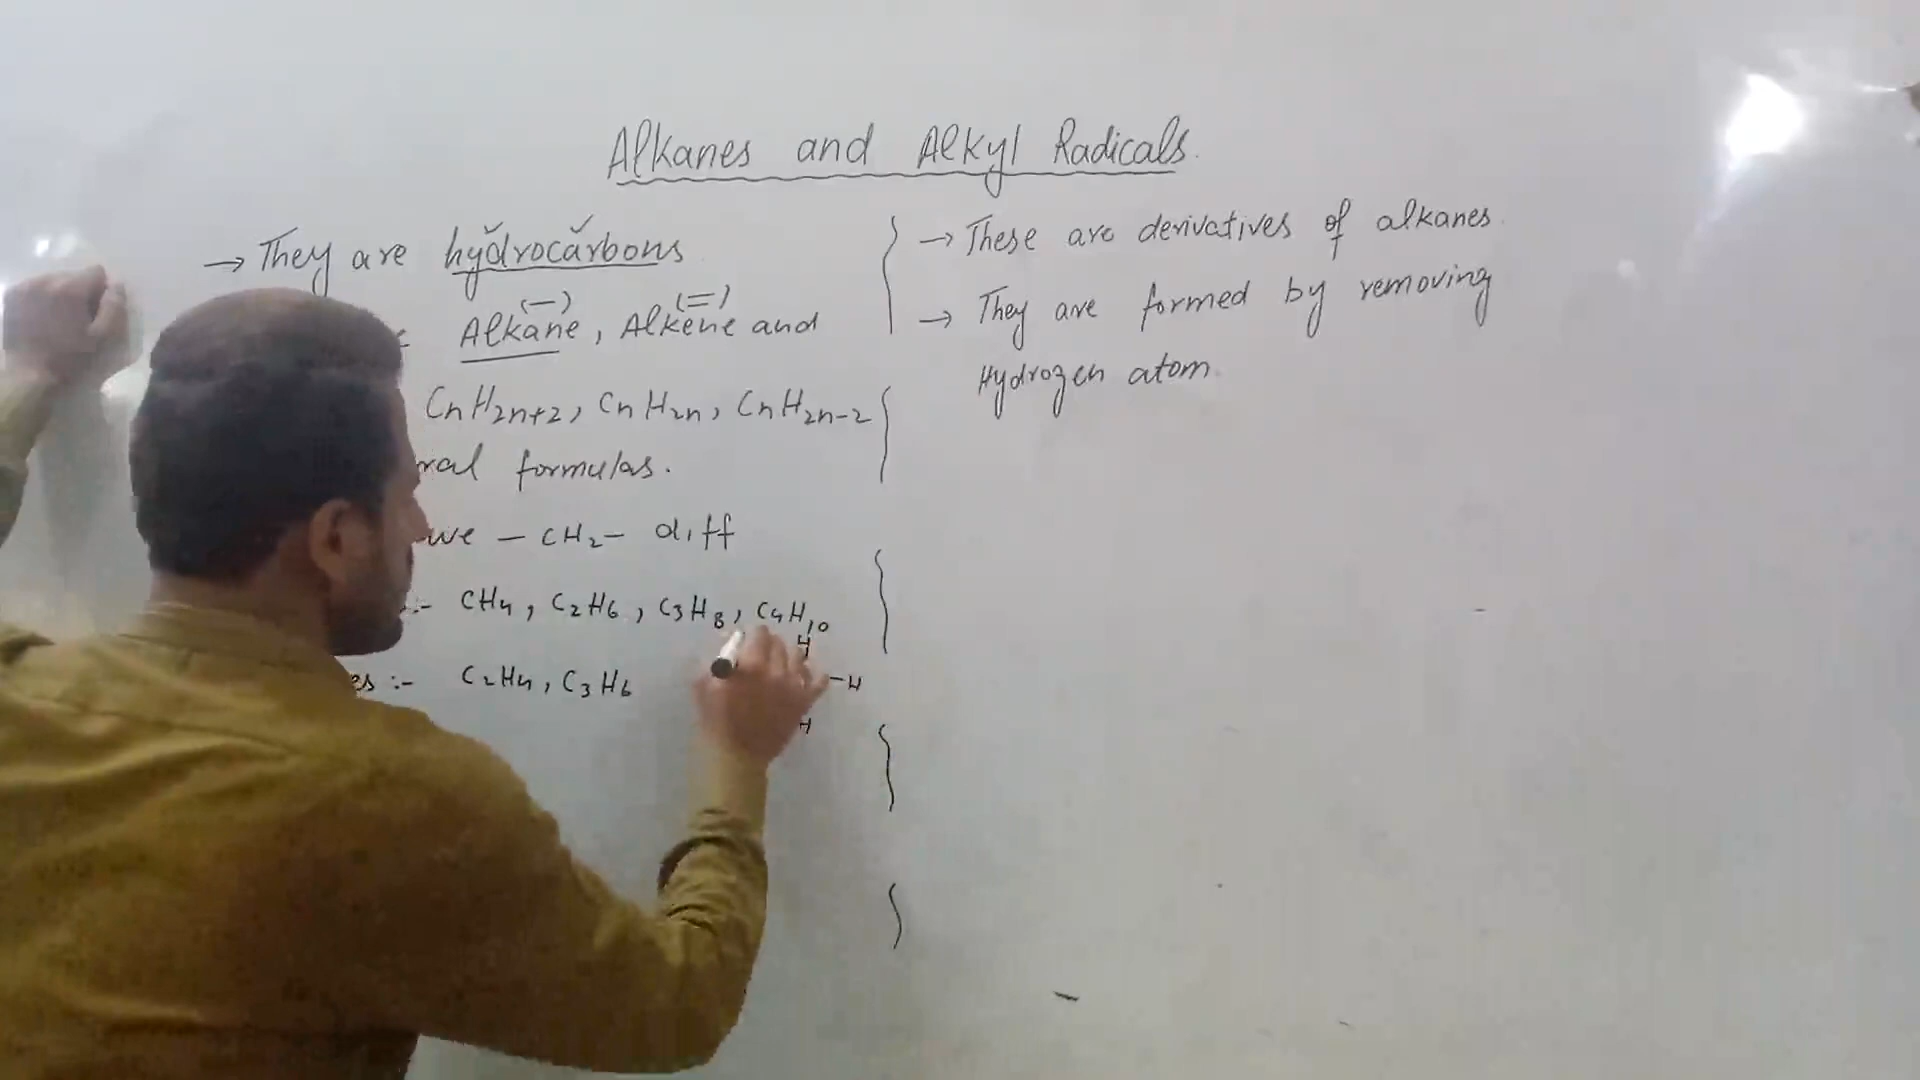 Alkanes and Alkyl Radicals.
→ They are hydrocarbons
(−) (=)
Alkane, Alkene and
CnH2n+2, CnH2n, CnH2n−2
formulas.
− CH2 − diff
:- CH4, C2H6, C3H8, C4H10
:- C2H4, C3H6
H
−H
H
→ These are derivatives of alkanes.
→ They are formed by removing
Hydrogen atom.